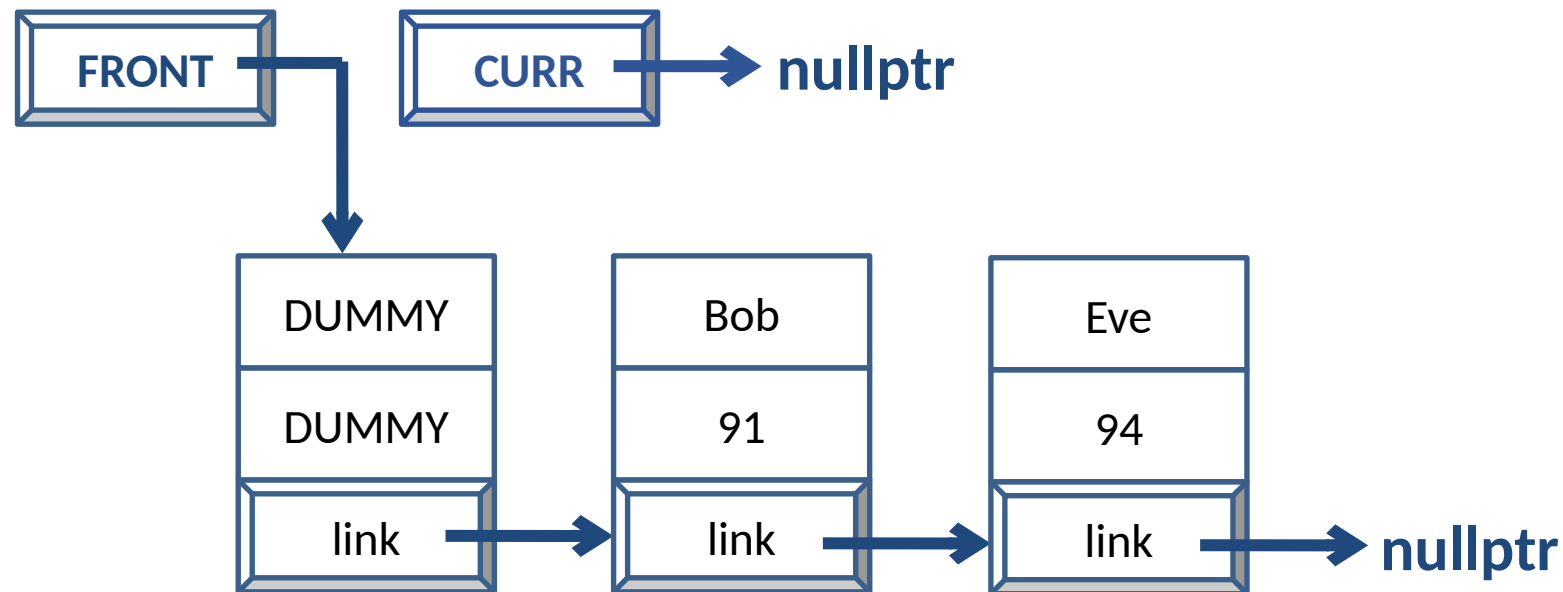 FRONT
CURR
nullptr
DUMMY
Bob
Eve
DUMMY
91
94
link
link
link
nullptr